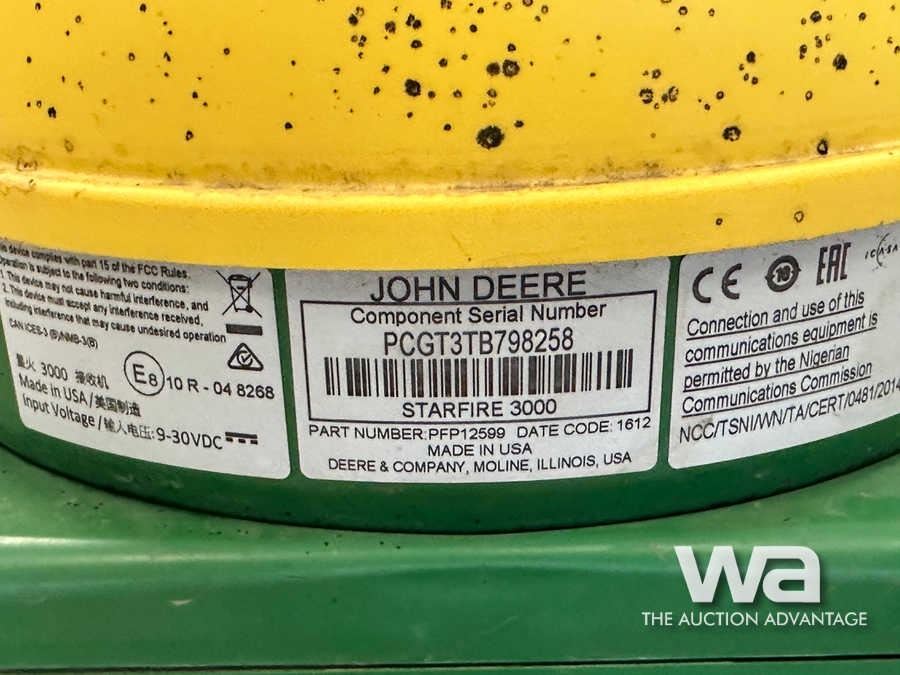 This device complies with part 15 of the FCC Rules.
Operation is subject to the following two conditions:
1. This device may not cause harmful interference, and
2. This device must accept any interference received,
including interference that may cause undesired operation
CAN ICES-3 (B)/NMB-3(B)
星火 3000 接收机
E8 10 R - 04 8268
Made in USA / 美国制造
Input Voltage / 输入电压: 9-30VDC
JOHN DEERE
Component Serial Number
PCGT3TB798258
STARFIRE 3000
PART NUMBER:PFP12599 DATE CODE: 1612
MADE IN USA
DEERE & COMPANY, MOLINE, ILLINOIS, USA
CE EAC ICASA
Connection and use of this
communications equipment is
permitted by the Nigerian
Communications Commission
NCC/TSNI/WN/TA/CERT/0481/2014
wa
THE AUCTION ADVANTAGE